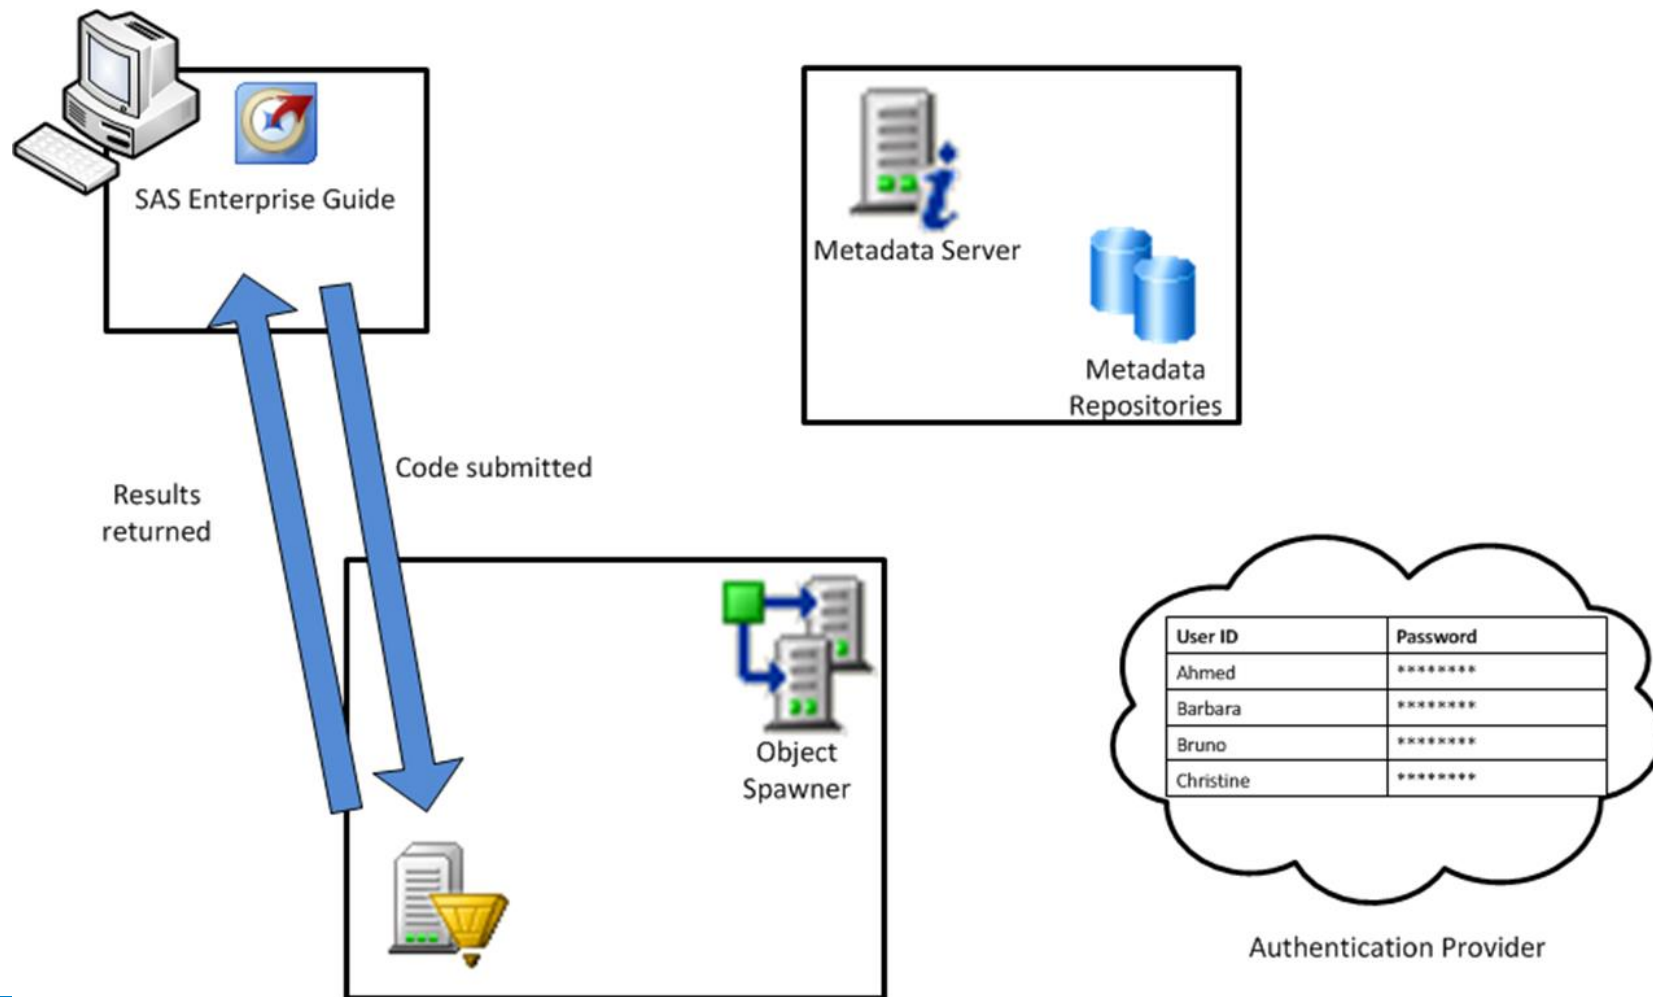 SAS Enterprise Guide
Metadata Server
Metadata
Repositories
Code submitted
Results
returned
Object
Spawner
User ID Password
Ahmed ********
Barbara ********
Bruno ********
Christine ********
Authentication Provider